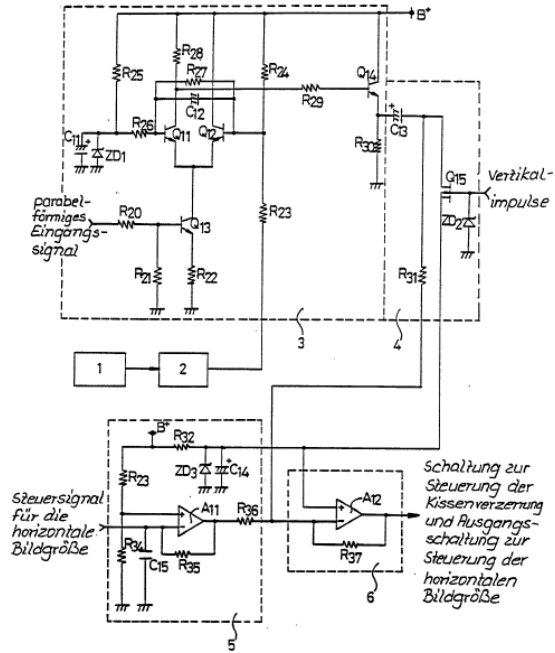 B⁺
R28
R25
R27
R24
Q14
C12
R29
C13
R26
Q11
Q12
C11
ZD1
R30
Q15
Vertikal-
impulse
ZD2
parabel-
förmiges
Eingangs-
signal
R20
Q13
R23
R31
R21
R22
3
4
1
2
B⁺
R32
R23
ZD3
C14
Steuersignal
für die
horizontale
Bildgröße
A11
R36
A12
R34
C15
R35
R37
6
5
Schaltung zur
Steuerung der
Kissenverzerrung
und Ausgangs-
schaltung zur
Steuerung der
horizontalen
Bildgröße